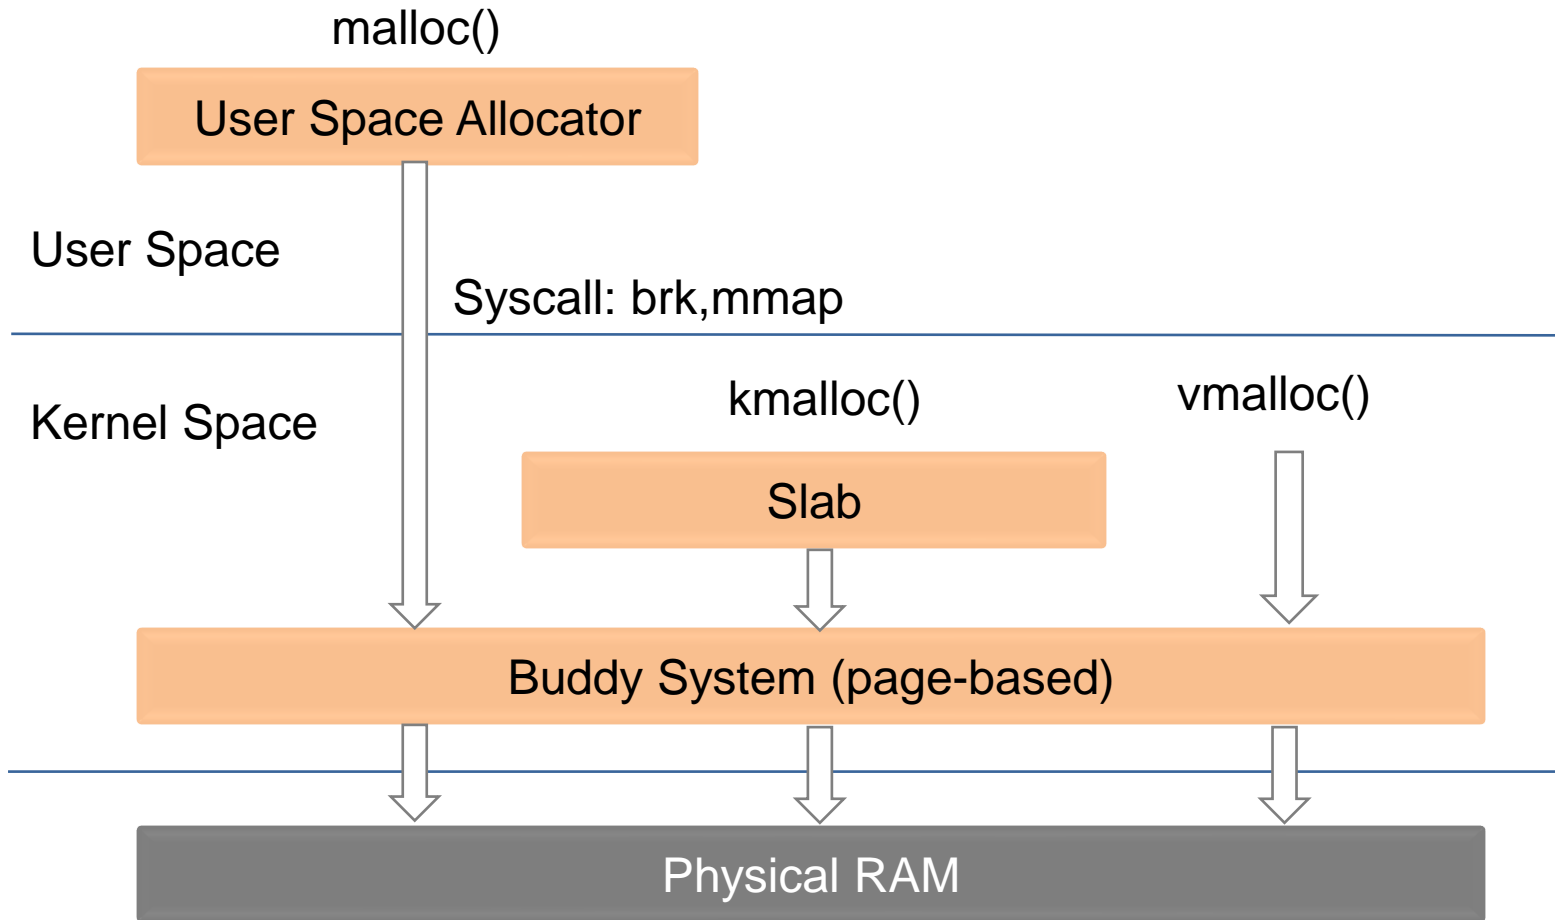 malloc()
User Space Allocator
User Space
Syscall: brk,mmap
Kernel Space
kmalloc()
vmalloc()
Slab
Buddy System (page-based)
Physical RAM